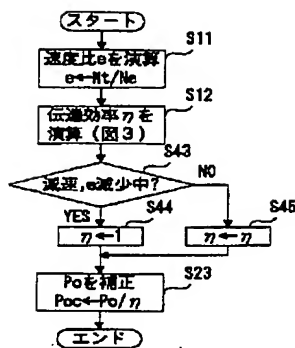 スタート
S11
速度比eを演算
e←Nt/Ne
S12
伝達効率ηを
演算(図3)
S43
減速,e減少中?
NO
YES
S44
S45
η←1
η←η
S23
Poを補正
Poc←Po/η
エンド